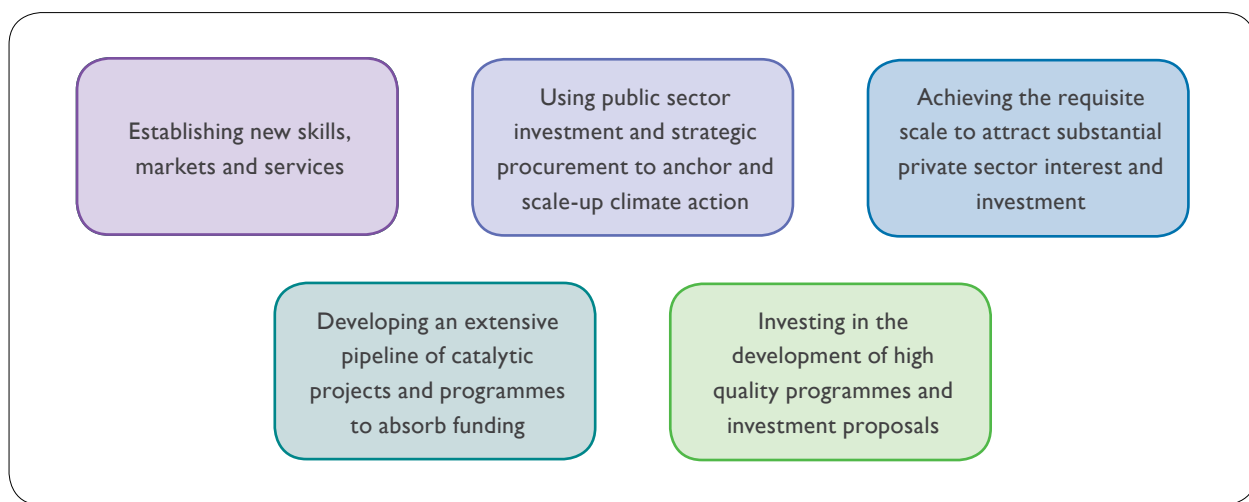 Establishing new skills,
markets and services
Using public sector
investment and strategic
procurement to anchor and
scale-up climate action
Achieving the requisite
scale to attract substantial
private sector interest and
investment
Developing an extensive
pipeline of catalytic
projects and programmes
to absorb funding
Investing in the
development of high
quality programmes and
investment proposals